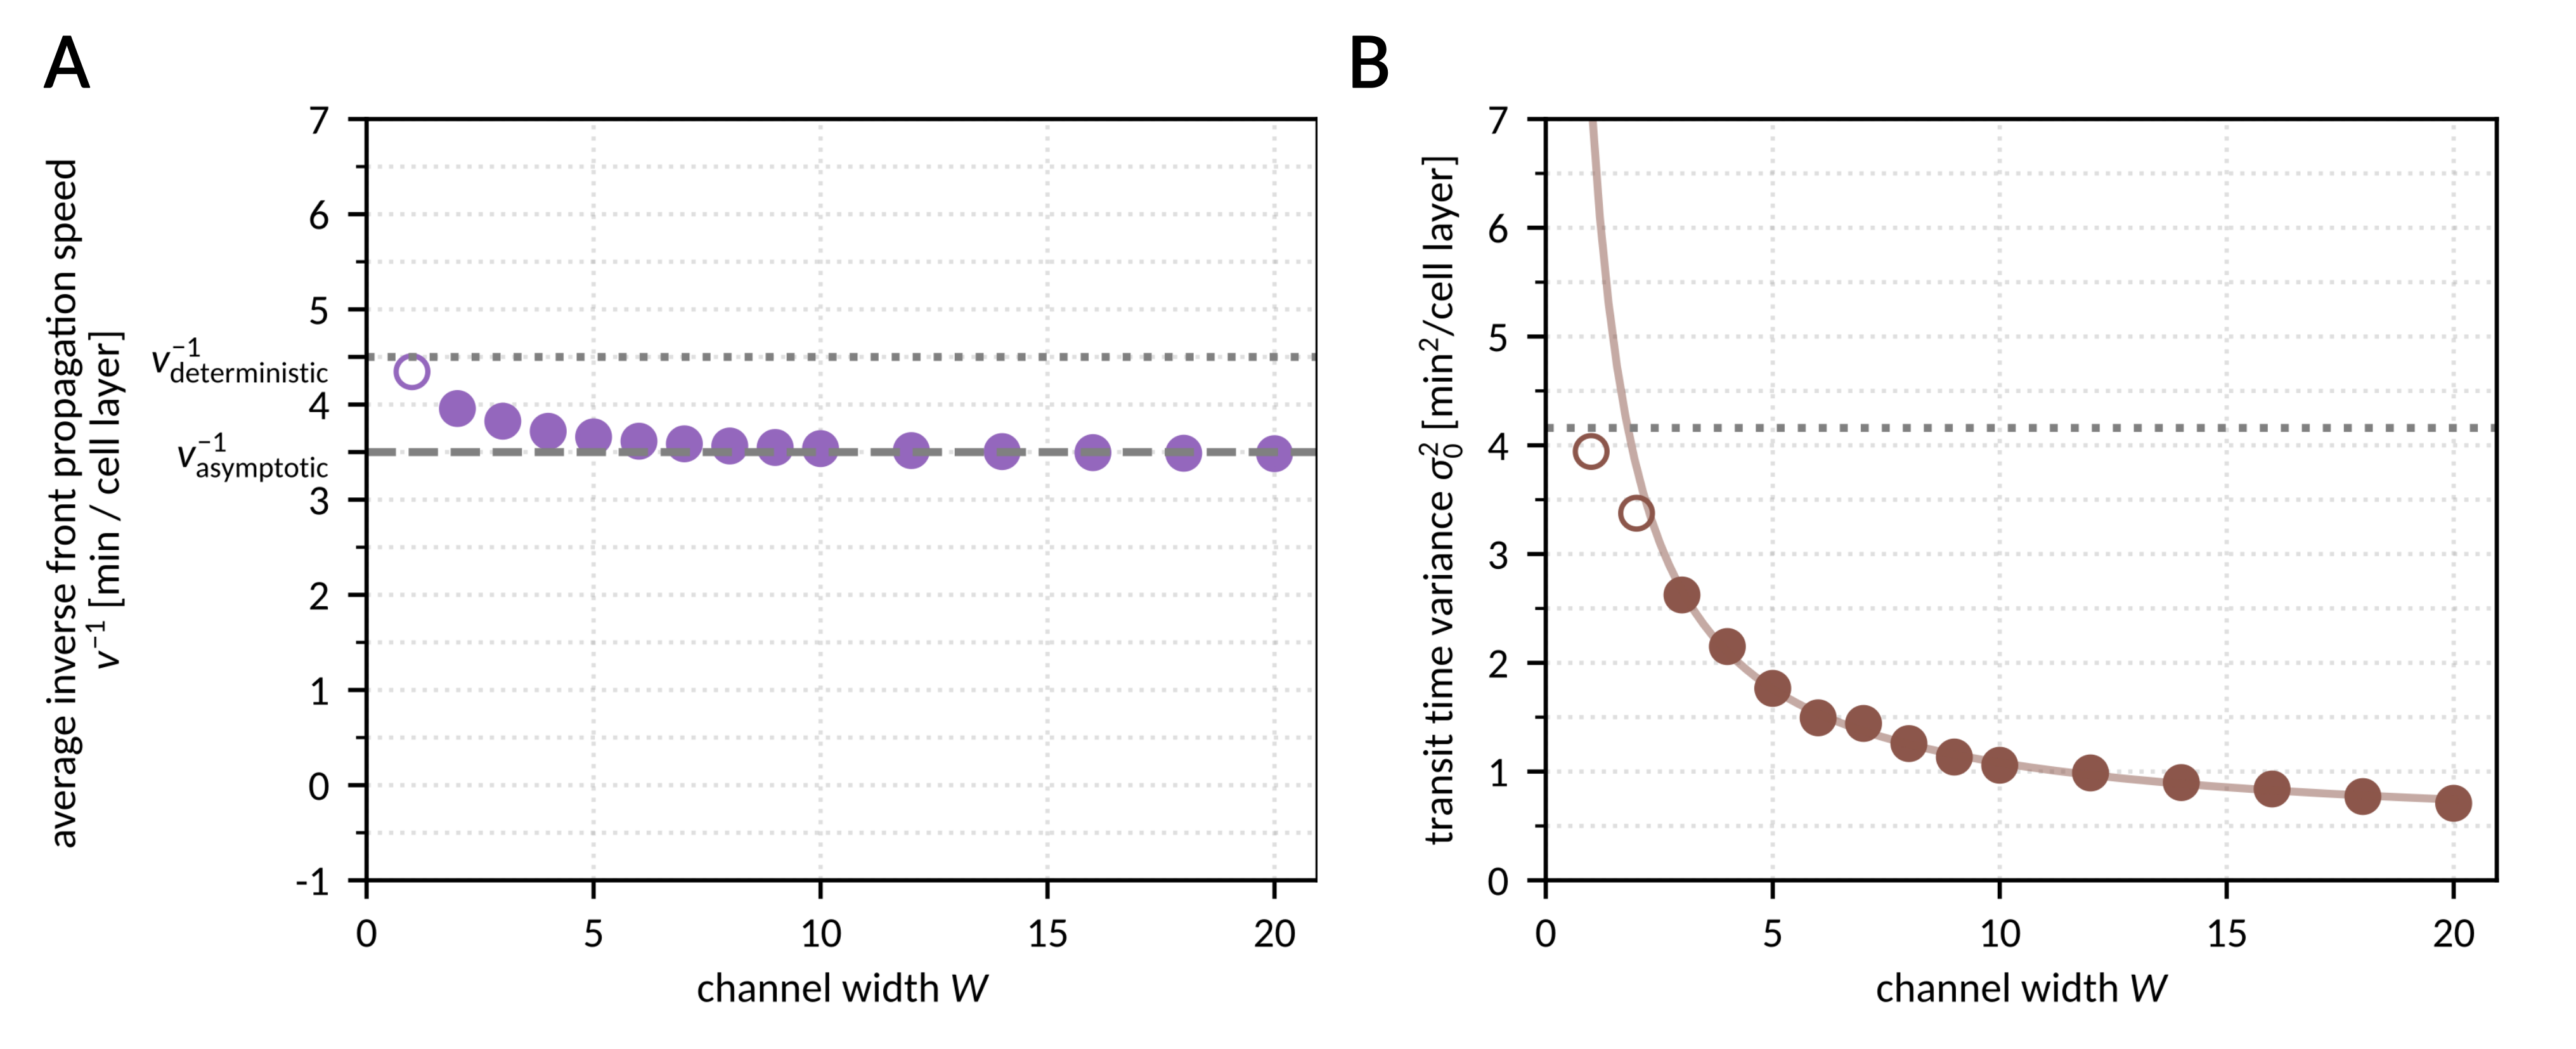 A
average inverse front propagation speed
v⁻¹ [min / cell layer]
7
6
5
4
3
2
1
0
-1
v⁻¹deterministic
v⁻¹asymptotic
0 5 10 15 20
channel width W
B
transit time variance σ₀² [min²/cell layer]
7
6
5
4
3
2
1
0
0 5 10 15 20
channel width W